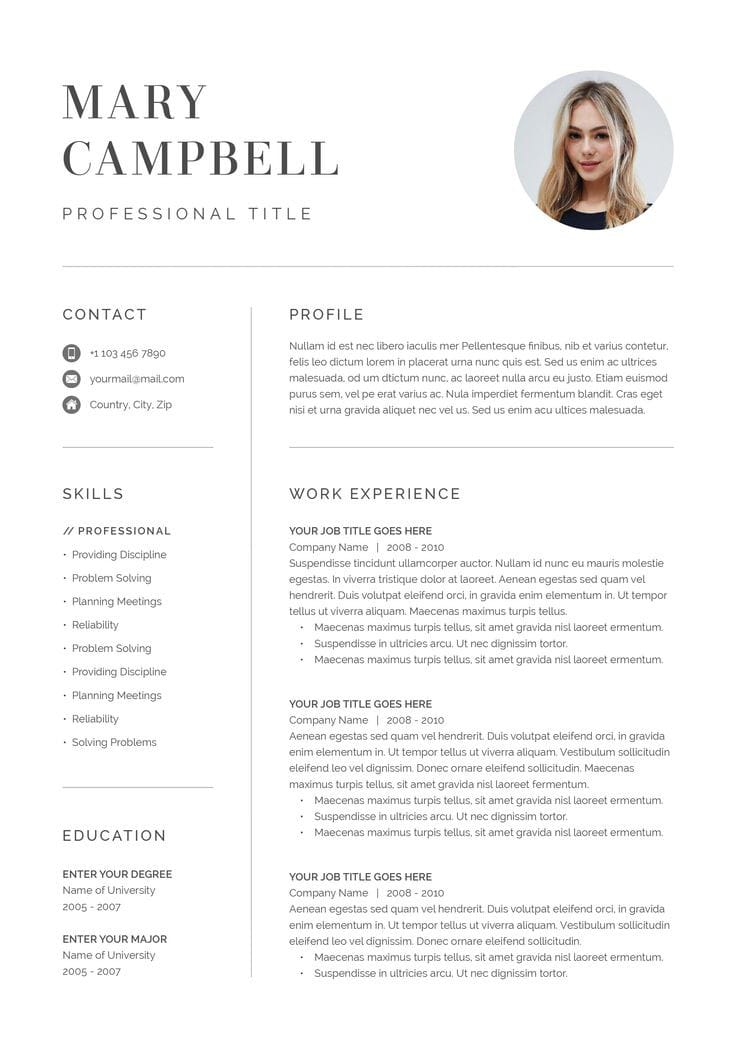 MARY
CAMPBELL
PROFESSIONAL TITLE
CONTACT
+1 103 456 7890
yourmail@mail.com
Country, City, Zip
SKILLS
// PROFESSIONAL
• Providing Discipline
• Problem Solving
• Planning Meetings
• Reliability
• Problem Solving
• Providing Discipline
• Planning Meetings
• Reliability
• Solving Problems
EDUCATION
ENTER YOUR DEGREE
Name of University
2005 - 2007
ENTER YOUR MAJOR
Name of University
2005 - 2007
PROFILE
Nullam id est nec libero iaculis mer Pellentesque finibus, nib et varius contetur,
felis leo dictum lorem in placerat urna nunc quis est. Sed us enim ac ultrices
malesuada, od um dtictum nunc, ac laoreet nulla arcu eu justo. Etiam euismod
purus sem, vel pe erat varius ac. Nula imperdiet fermentum blandit. Cras eget
nisi et urna gravida aliquet nec vel us. Sed us enim acu ultices malesuada.
WORK EXPERIENCE
YOUR JOB TITLE GOES HERE
Company Name | 2008 - 2010
Suspendisse tincidunt ullamcorper auctor. Nullam id nunc eu mauris molestie
egestas. In viverra tristique dolor at laoreet. Aenean egestas sed quam vel
hendrerit. Duis volutpat eleifend orci, in gravida enim elementum in. Ut tempor
tellus ut viverra aliquam. Maecenas maximus turpis tellus.
• Maecenas maximus turpis tellus, sit amet gravida nisl laoreet ermentum.
• Suspendisse in ultricies arcu. Ut nec dignissim tortor.
• Maecenas maximus turpis tellus, sit amet gravida nisl laoreet ermentum.
YOUR JOB TITLE GOES HERE
Company Name | 2008 - 2010
Aenean egestas sed quam vel hendrerit. Duis volutpat eleifend orci, in gravida
enim elementum in. Ut tempor tellus ut viverra aliquam. Vestibulum sollicitudin
eleifend leo vel dignissim. Donec ornare eleifend sollicitudin. Maecenas
maximus turpis tellus, sit amet gravida nisl laoreet fermentum.
• Maecenas maximus turpis tellus, sit amet gravida nisl laoreet ermentum.
• Suspendisse in ultricies arcu. Ut nec dignissim tortor.
• Maecenas maximus turpis tellus, sit amet gravida nisl laoreet ermentum.
YOUR JOB TITLE GOES HERE
Company Name | 2008 - 2010
Aenean egestas sed quam vel hendrerit. Duis volutpat eleifend orci, in gravida
enim elementum in. Ut tempor tellus ut viverra aliquam. Vestibulum sollicitudin
eleifend leo vel dignissim. Donec ornare eleifend sollicitudin.
• Maecenas maximus turpis tellus, sit amet gravida nisl laoreet ermentum.
• Suspendisse in ultricies arcu. Ut nec dignissim tortor.